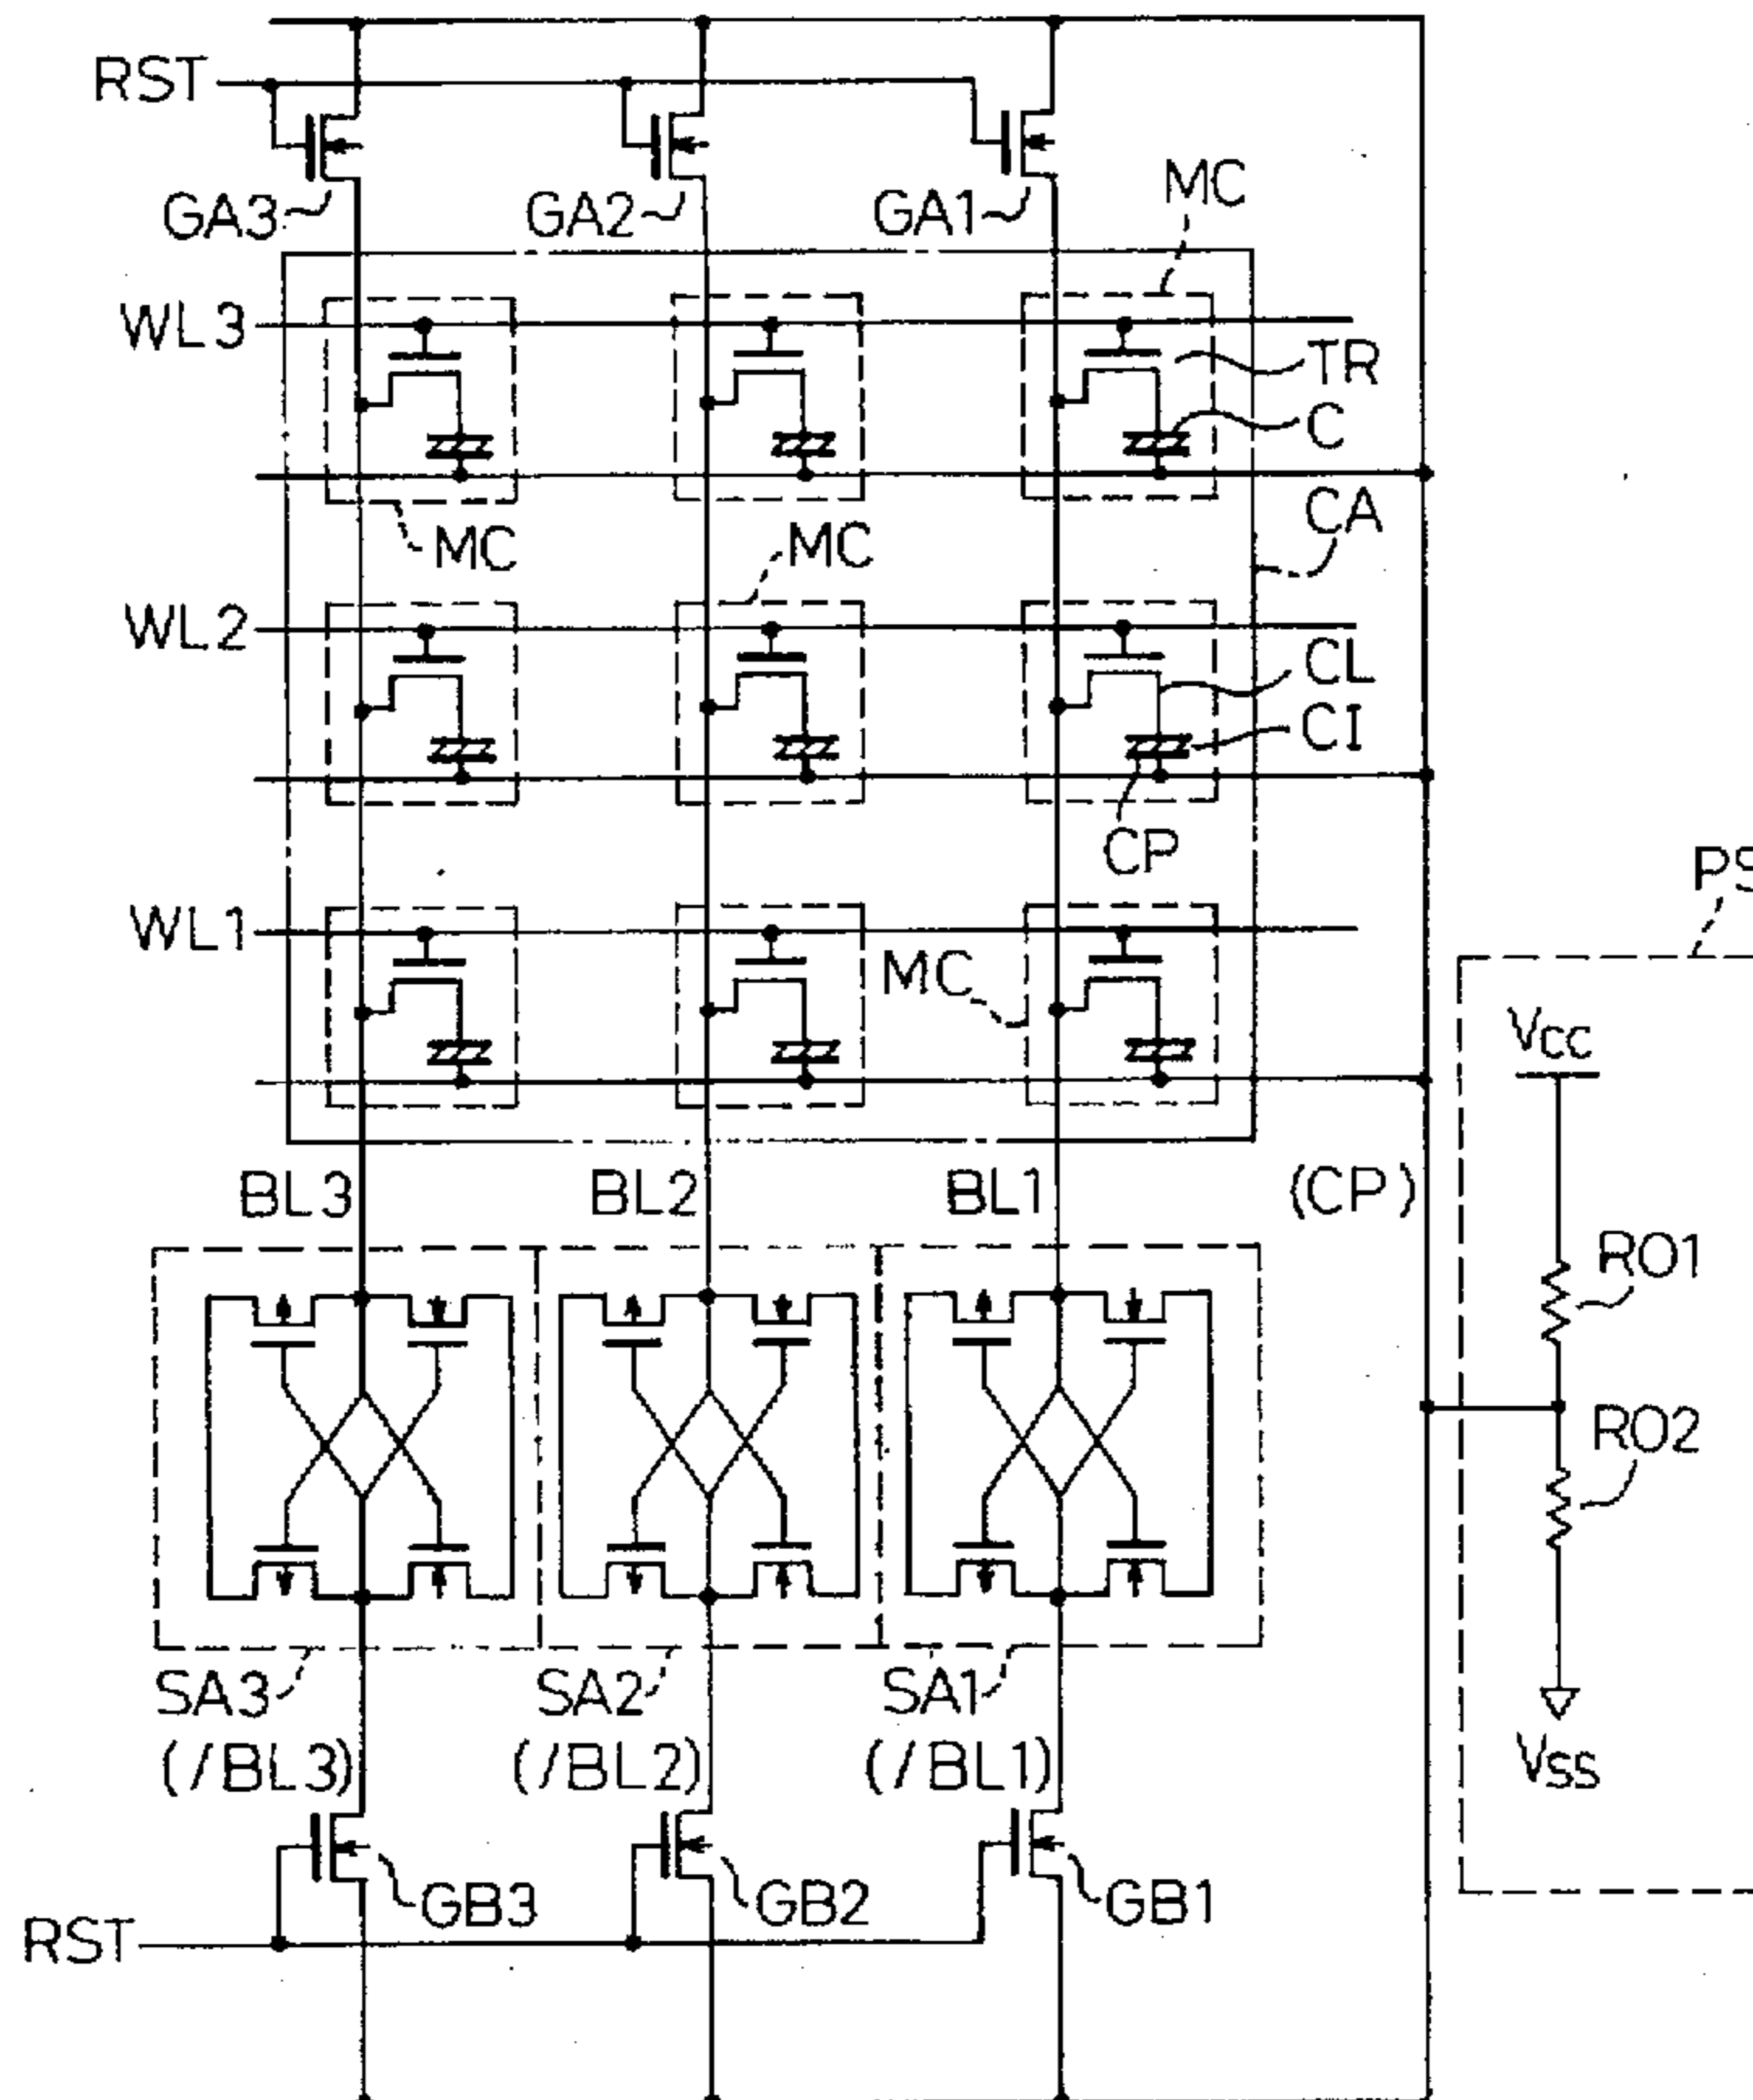 RST
GA3
GA2
GA1
MC
WL3
TR
C
CA
MC
MC
WL2
CL
CI
CP
PS
WL1
MC
Vcc
BL3
BL2
BL1
(CP)
RO1
RO2
SA3
SA2
SA1
(/BL3)
(/BL2)
(/BL1)
Vss
GB3
GB2
GB1
RST